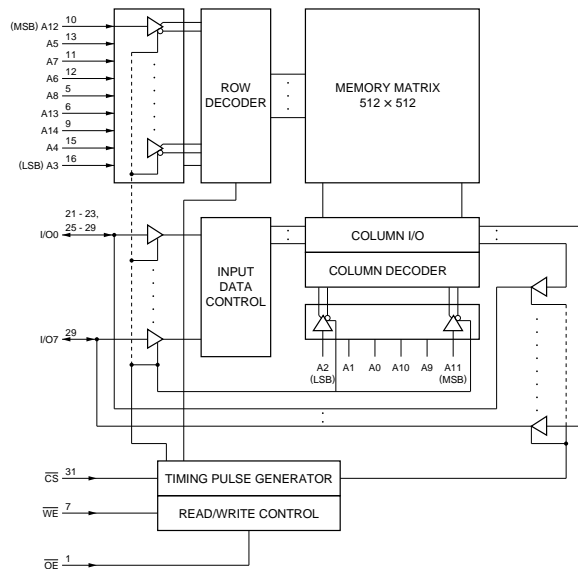 (MSB) A12 10
A5 13
A7 11
A6 12
A8 5
A13 6
A14 9
A4 15
(LSB) A3 16
ROW
DECODER
MEMORY MATRIX
512 × 512
21 - 23,
I/O0 25 - 29
INPUT
DATA
CONTROL
COLUMN I/O
COLUMN DECODER
I/O7 29
A2 A1 A0 A10 A9 A11
(LSB) (MSB)
CS 31
TIMING PULSE GENERATOR
WE 7
READ/WRITE CONTROL
OE 1